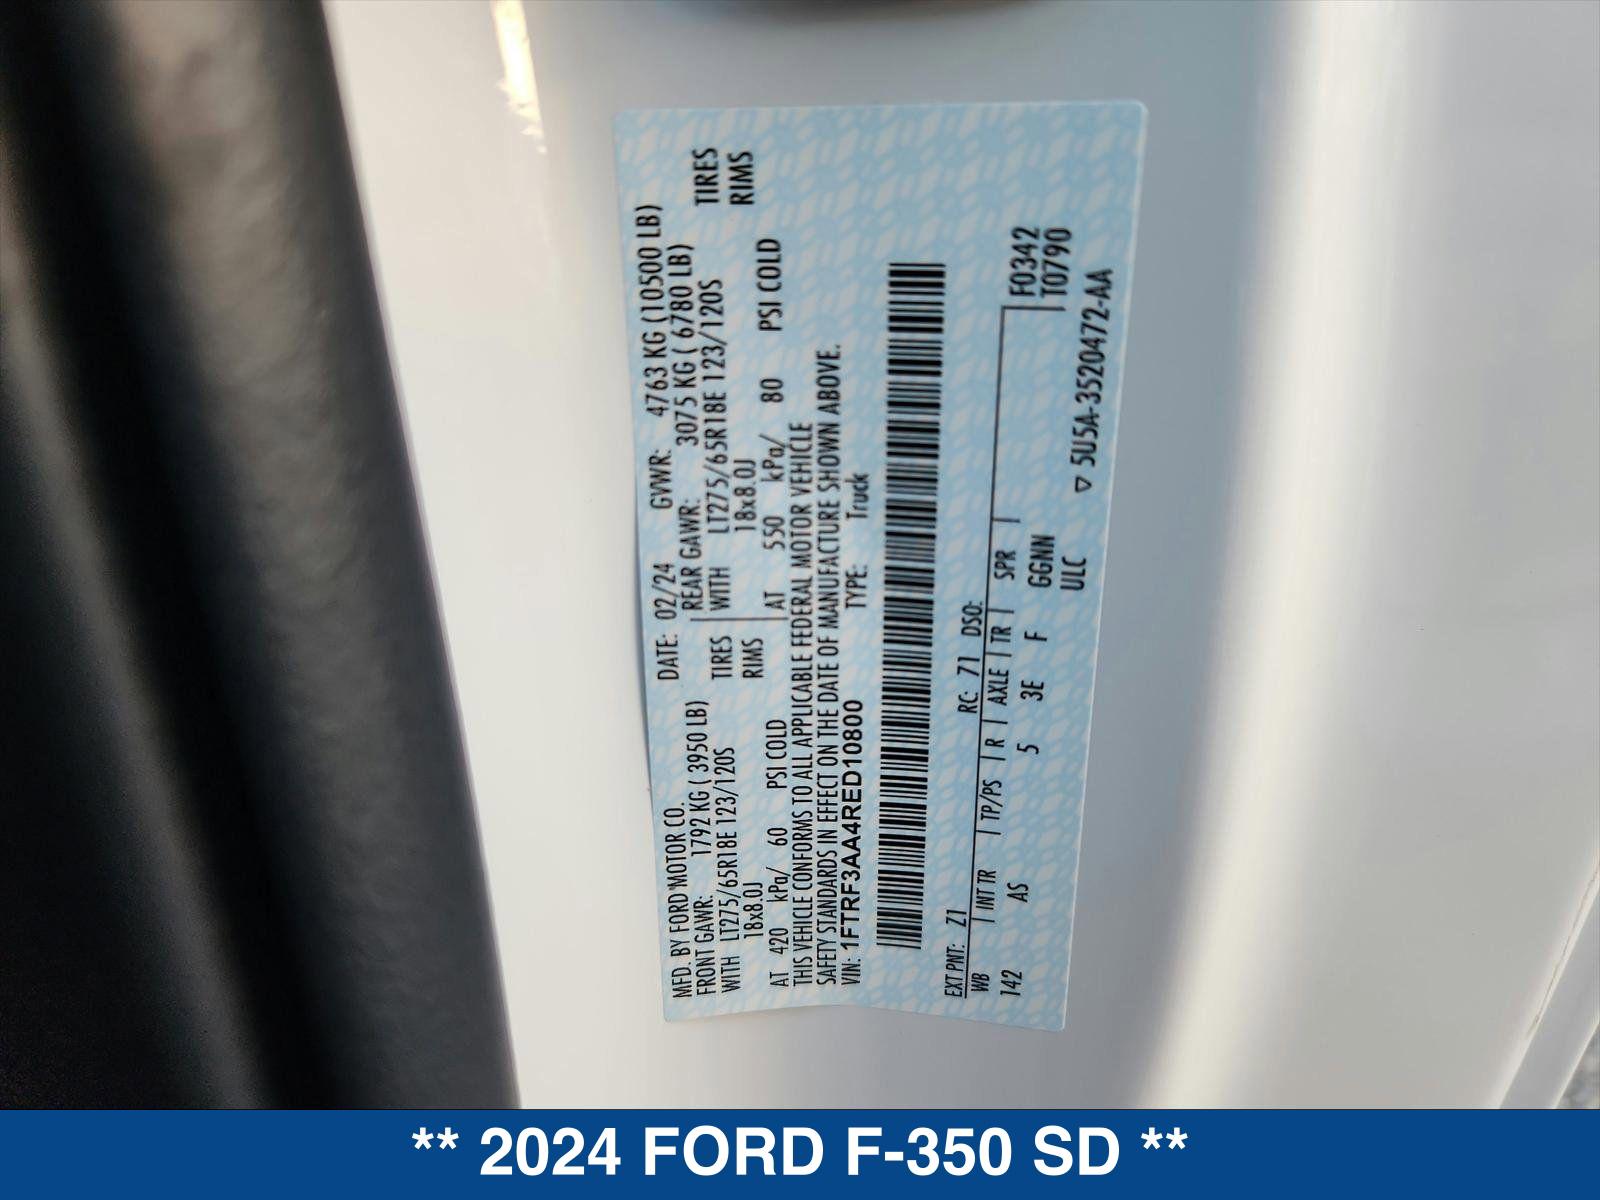 MFD. BY FORD MOTOR CO.
DATE: 02/24 GVWR: 4763 KG (10500 LB)
FRONT GAWR: 1792 KG ( 3950 LB) REAR GAWR: 3075 KG ( 6780 LB)
WITH LT275/65R18E 123/120S TIRES WITH LT275/65R18E 123/120S TIRES
18x8.0J RIMS 18x8.0J RIMS
AT 420 kPa/ 60 PSI COLD AT 550 kPa/ 80 PSI COLD
THIS VEHICLE CONFORMS TO ALL APPLICABLE FEDERAL MOTOR VEHICLE
SAFETY STANDARDS IN EFFECT ON THE DATE OF MANUFACTURE SHOWN ABOVE.
VIN: 1FTRF3AA4RED10800 TYPE: Truck
EXT PNT: Z1 RC: 71 DSO:
WB INT TR TP/PS R AXLE TR SPR F0342
142 AS 5 3E F GGNN T0790
ULC ▽ 5U5A-3520472-AA
** 2024 FORD F-350 SD **